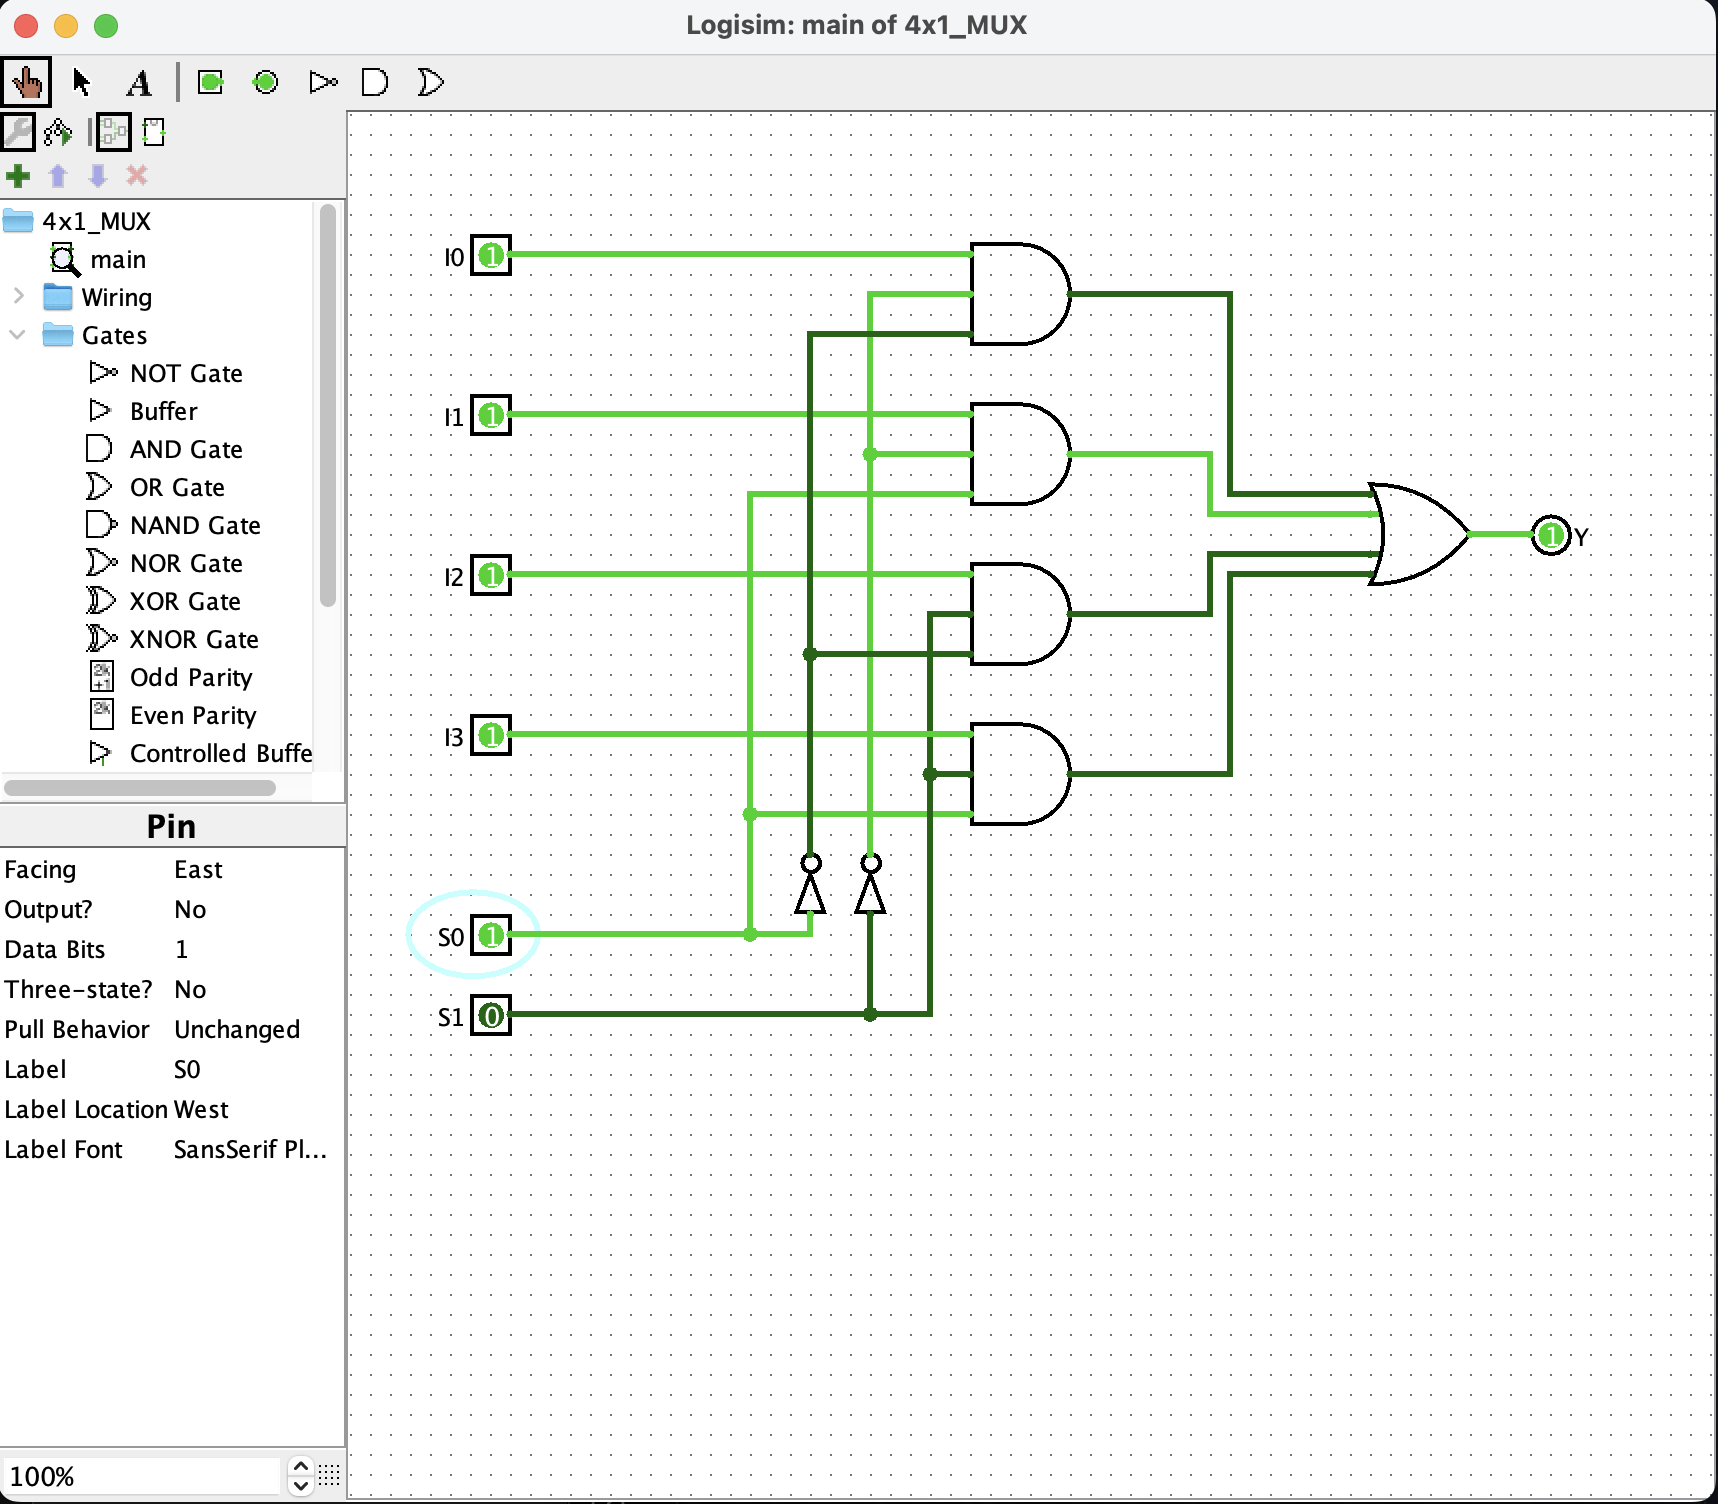 Logisim: main of 4x1_MUX
A
4x1_MUX
main
Wiring
Gates
NOT Gate
Buffer
AND Gate
OR Gate
NAND Gate
NOR Gate
XOR Gate
XNOR Gate
2k+1 Odd Parity
2k Even Parity
Controlled Buffe
Pin
Facing East
Output? No
Data Bits 1
Three-state? No
Pull Behavior Unchanged
Label S0
Label Location West
Label Font SansSerif Pl...
100%
I0 1
I1 1
I2 1
I3 1
S0 1
S1 0
1 Y